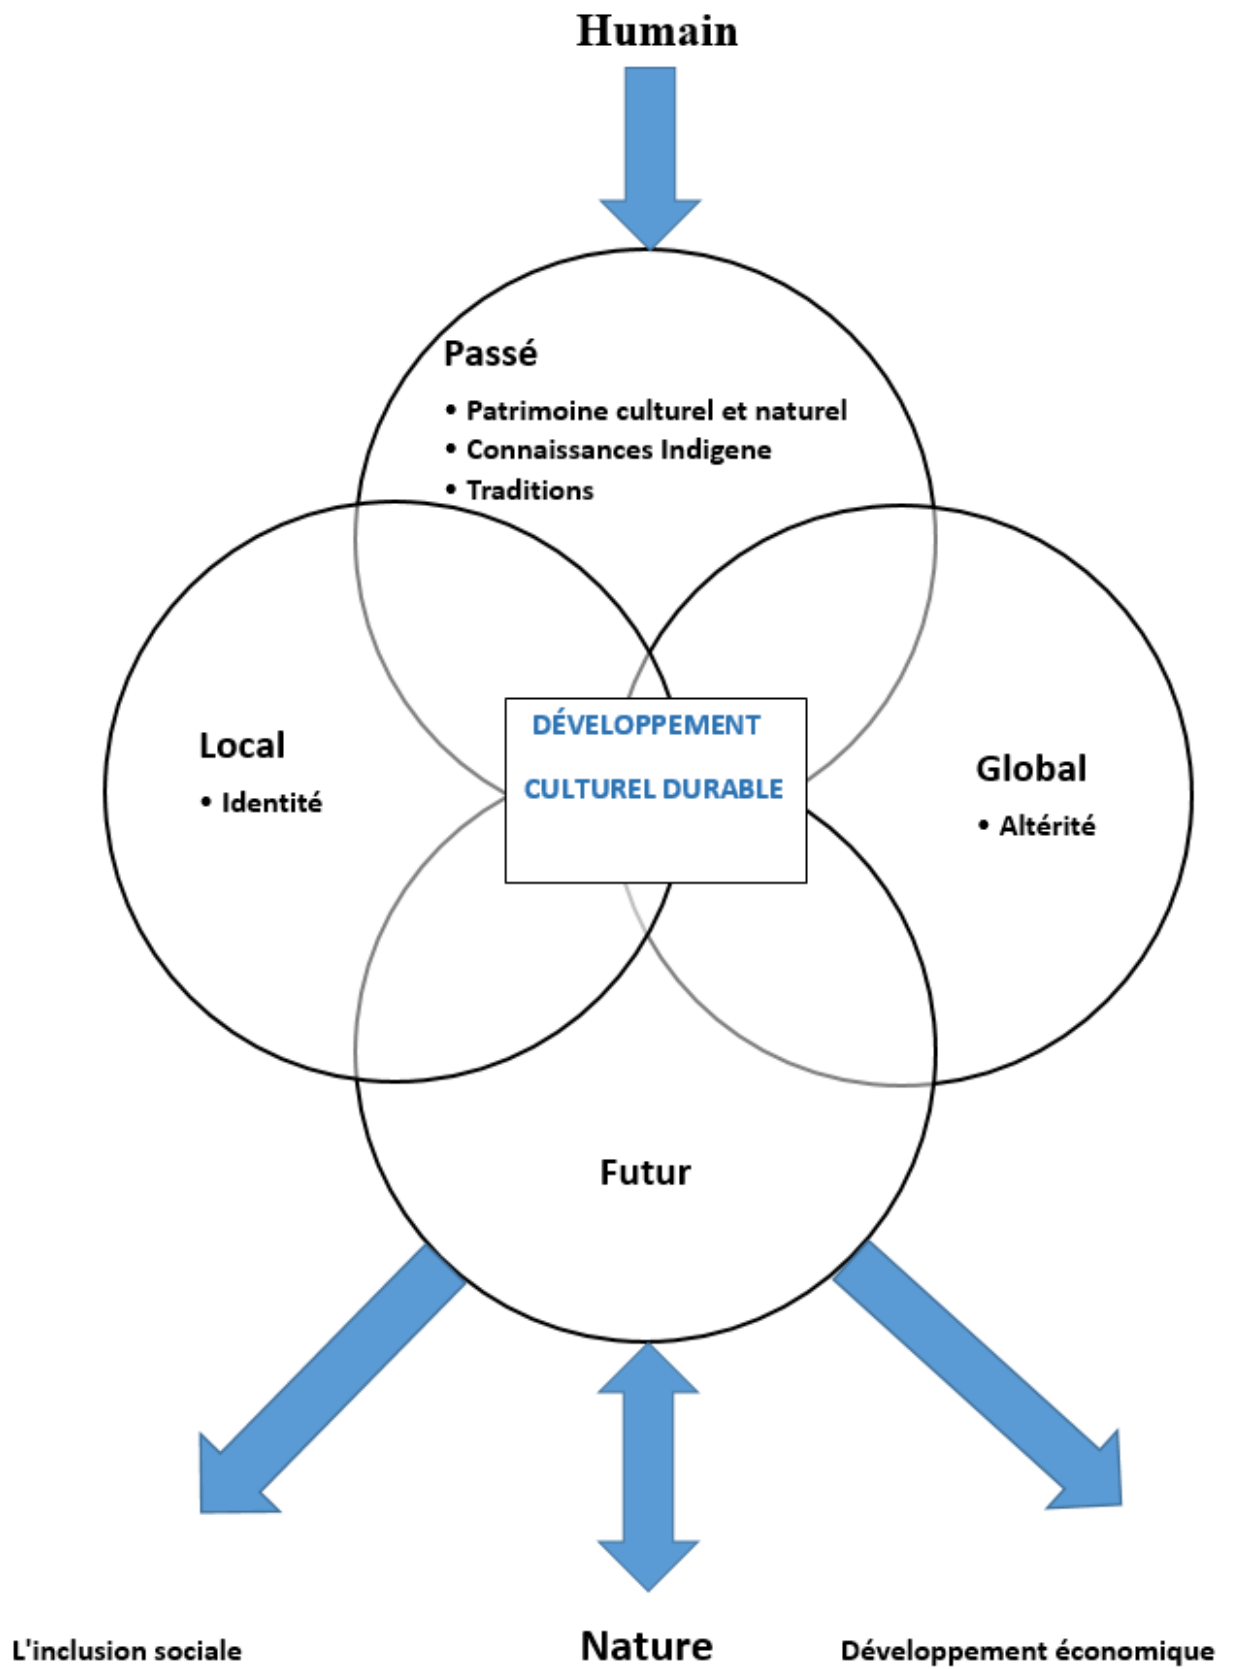 Humain
Passé
• Patrimoine culturel et naturel
• Connaissances Indigene
• Traditions
DÉVELOPPEMENT
CULTUREL DURABLE
Local
• Identité
Global
• Altérité
Futur
L'inclusion sociale
Nature
Développement économique